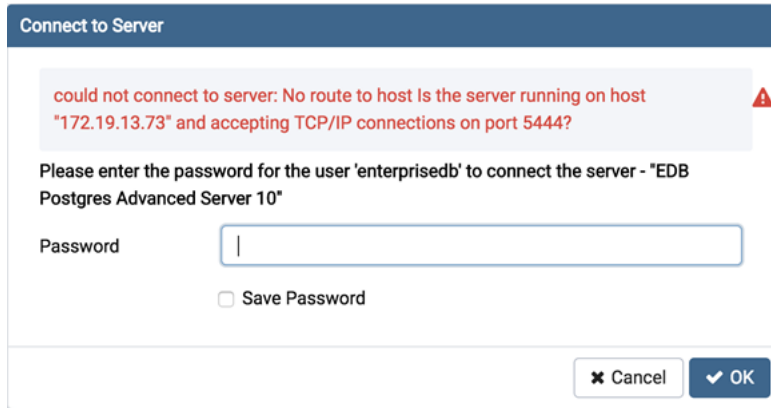 Connect to Server
could not connect to server: No route to host Is the server running on host
"172.19.13.73" and accepting TCP/IP connections on port 5444?
Please enter the password for the user 'enterprisedb' to connect the server - "EDB
Postgres Advanced Server 10"
Password
Save Password
Cancel
OK